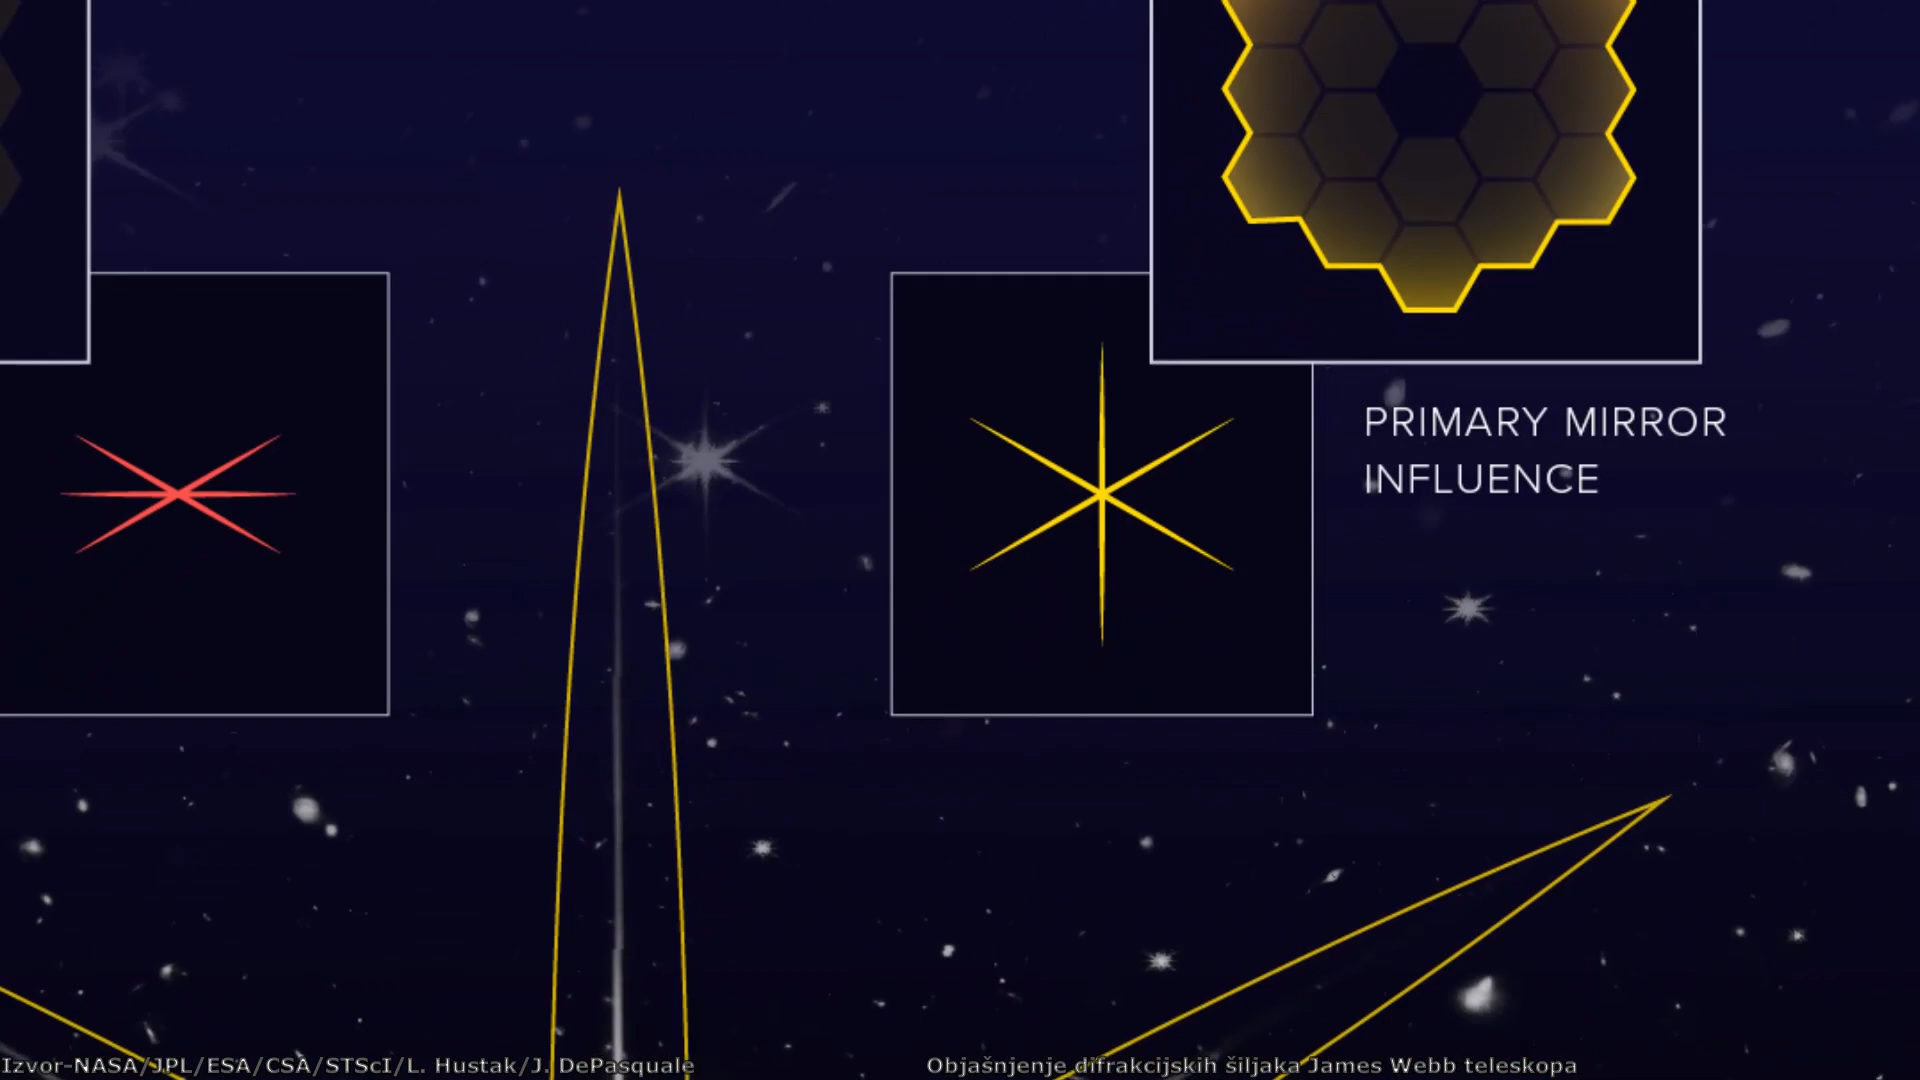 PRIMARY MIRROR
INFLUENCE
Izvor-NASA/JPL/ESA/CSA/STScI/L. Hustak/J. DePasquale
Objašnjenje difrakcijskih šiljaka James Webb teleskopa